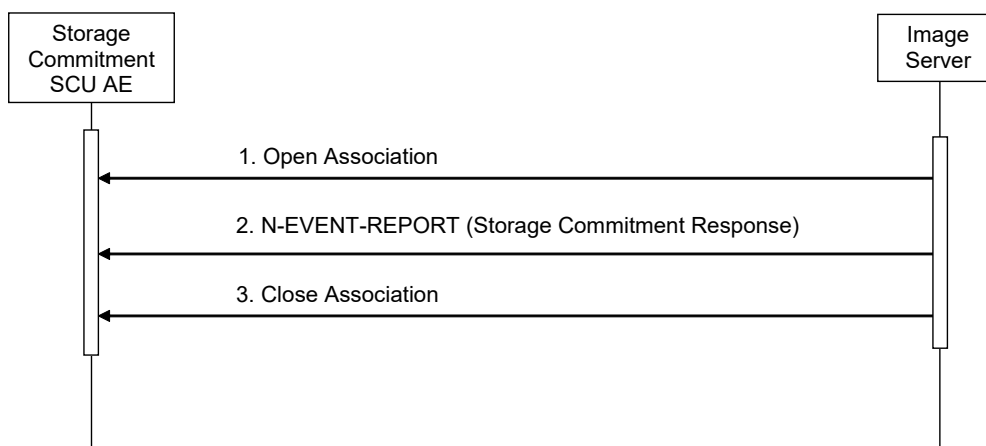 Storage
Commitment
SCU AE
Image
Server
1. Open Association
2. N-EVENT-REPORT (Storage Commitment Response)
3. Close Association